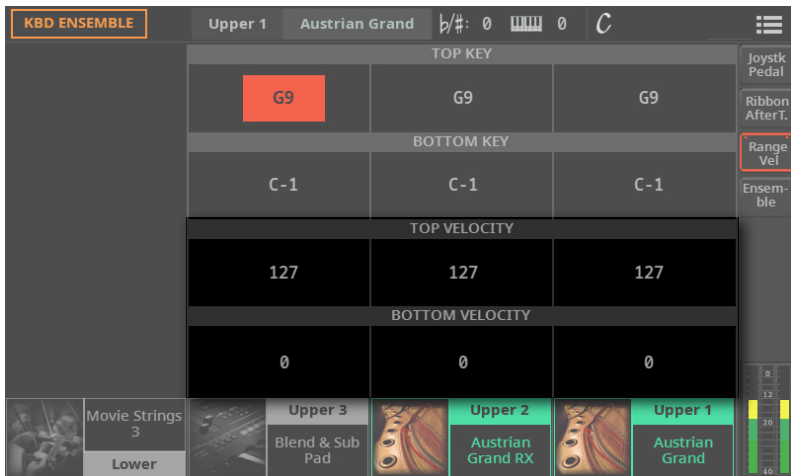 KBD ENSEMBLE Upper 1 Austrian Grand b/#: 0 0 C
TOP KEY
G9 G9 G9
BOTTOM KEY
C-1 C-1 C-1
TOP VELOCITY
127 127 127
BOTTOM VELOCITY
0 0 0
Joystk
Pedal
Ribbon
AfterT.
Range
Vel
Ensem-
ble
Movie Strings
3
Lower
Upper 3
Blend & Sub
Pad
Upper 2
Austrian
Grand RX
Upper 1
Austrian
Grand
0
12
20
40